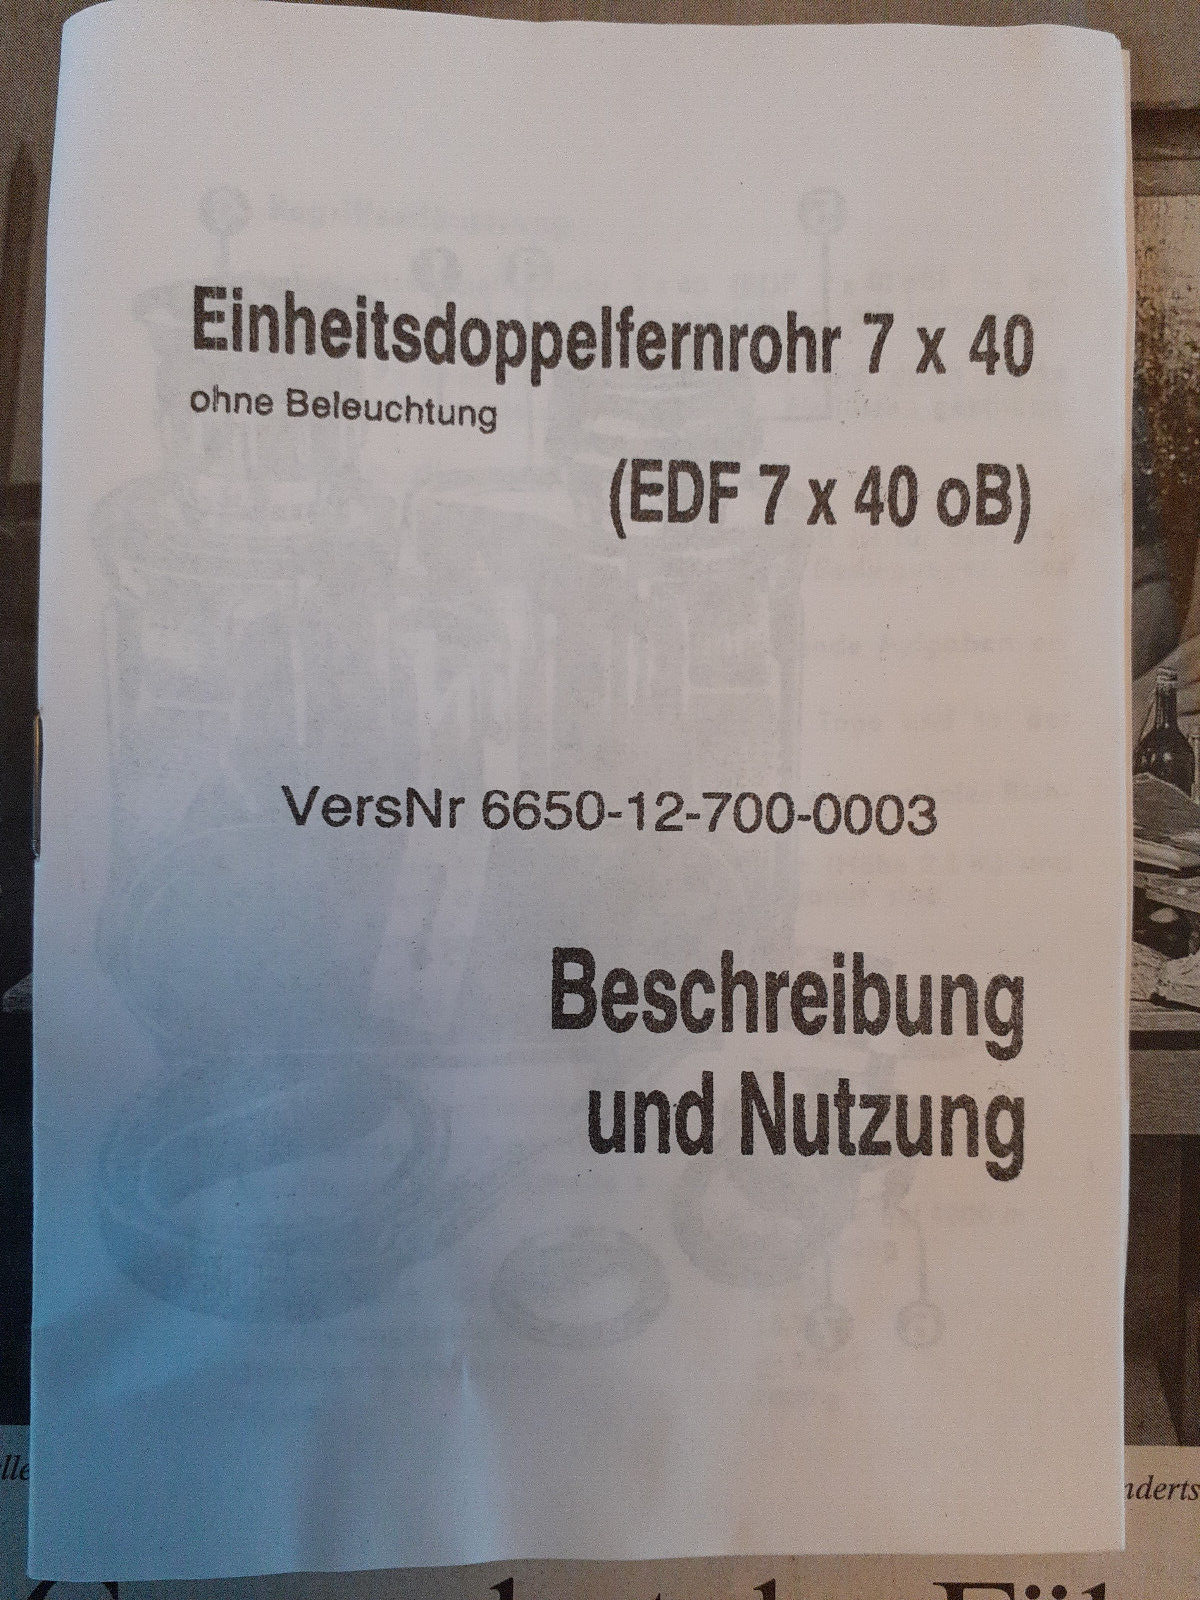 Einheitsdoppelfernrohr 7 x 40
ohne Beleuchtung
(EDF 7 x 40 oB)
VersNr 6650-12-700-0003
Beschreibung
und Nutzung